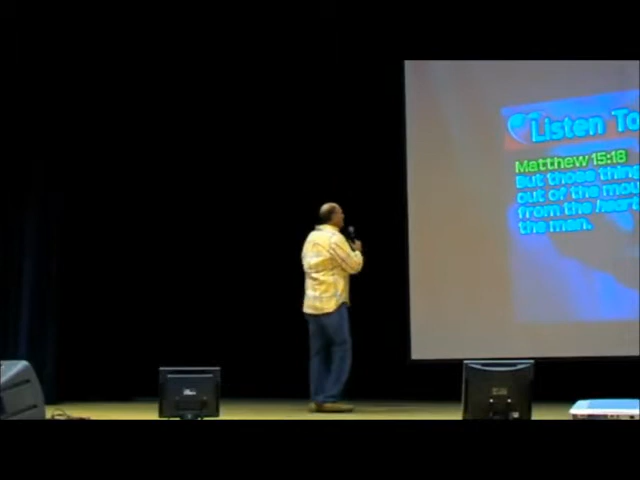 Listen To
Matthew 15:18
But those thing
out of the mou
from the heart
the man.